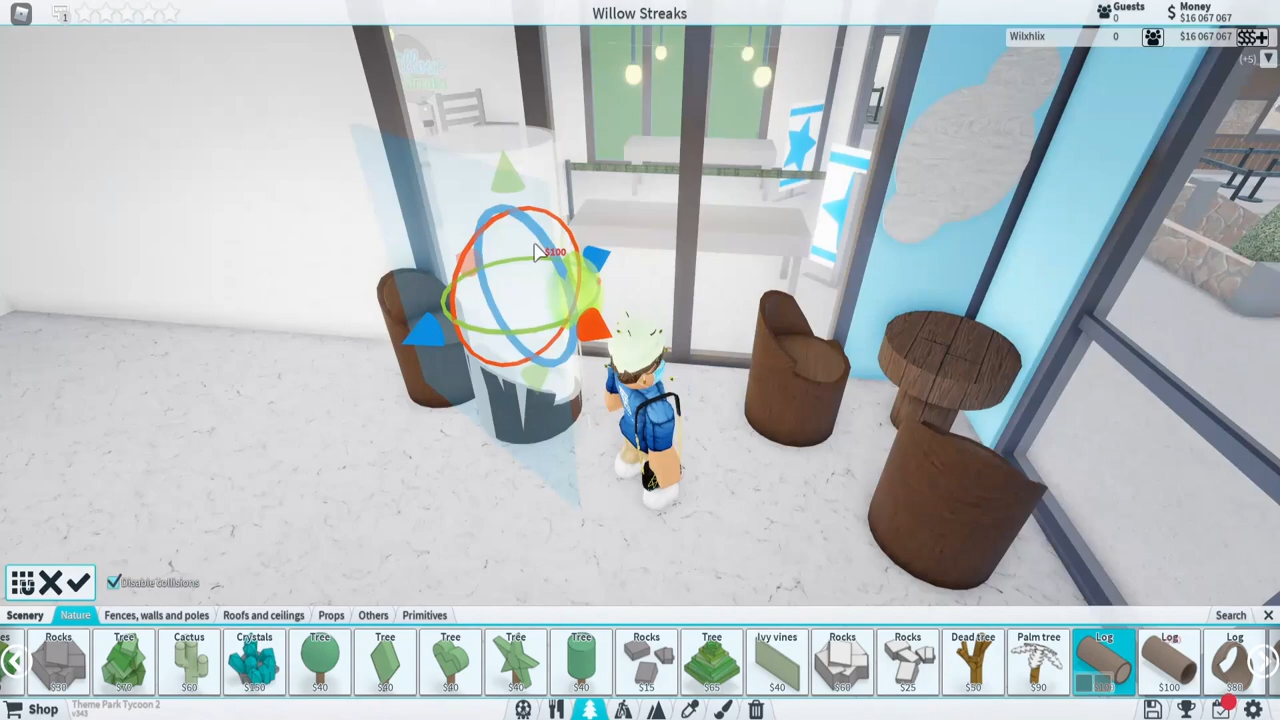 1
Willow Streaks
Guests
0
Money
$16 067 067
Wilxhlix 0 $16 067 067 $$$+
(+5)
$100
Disable collisions
Scenery Nature Fences, walls and poles Roofs and ceilings Props Others Primitives Search
Rocks Tree Cactus Crystals Tree Tree Tree Tree Tree Rocks Tree Ivy vines Rocks Rocks Dead tree Palm tree Log Log Log
$30 $70 $60 $150 $40 $40 $40 $15 $65 $40 $60 $25 $50 $90 $100 $80
Shop
Theme Park Tycoon 2
v343